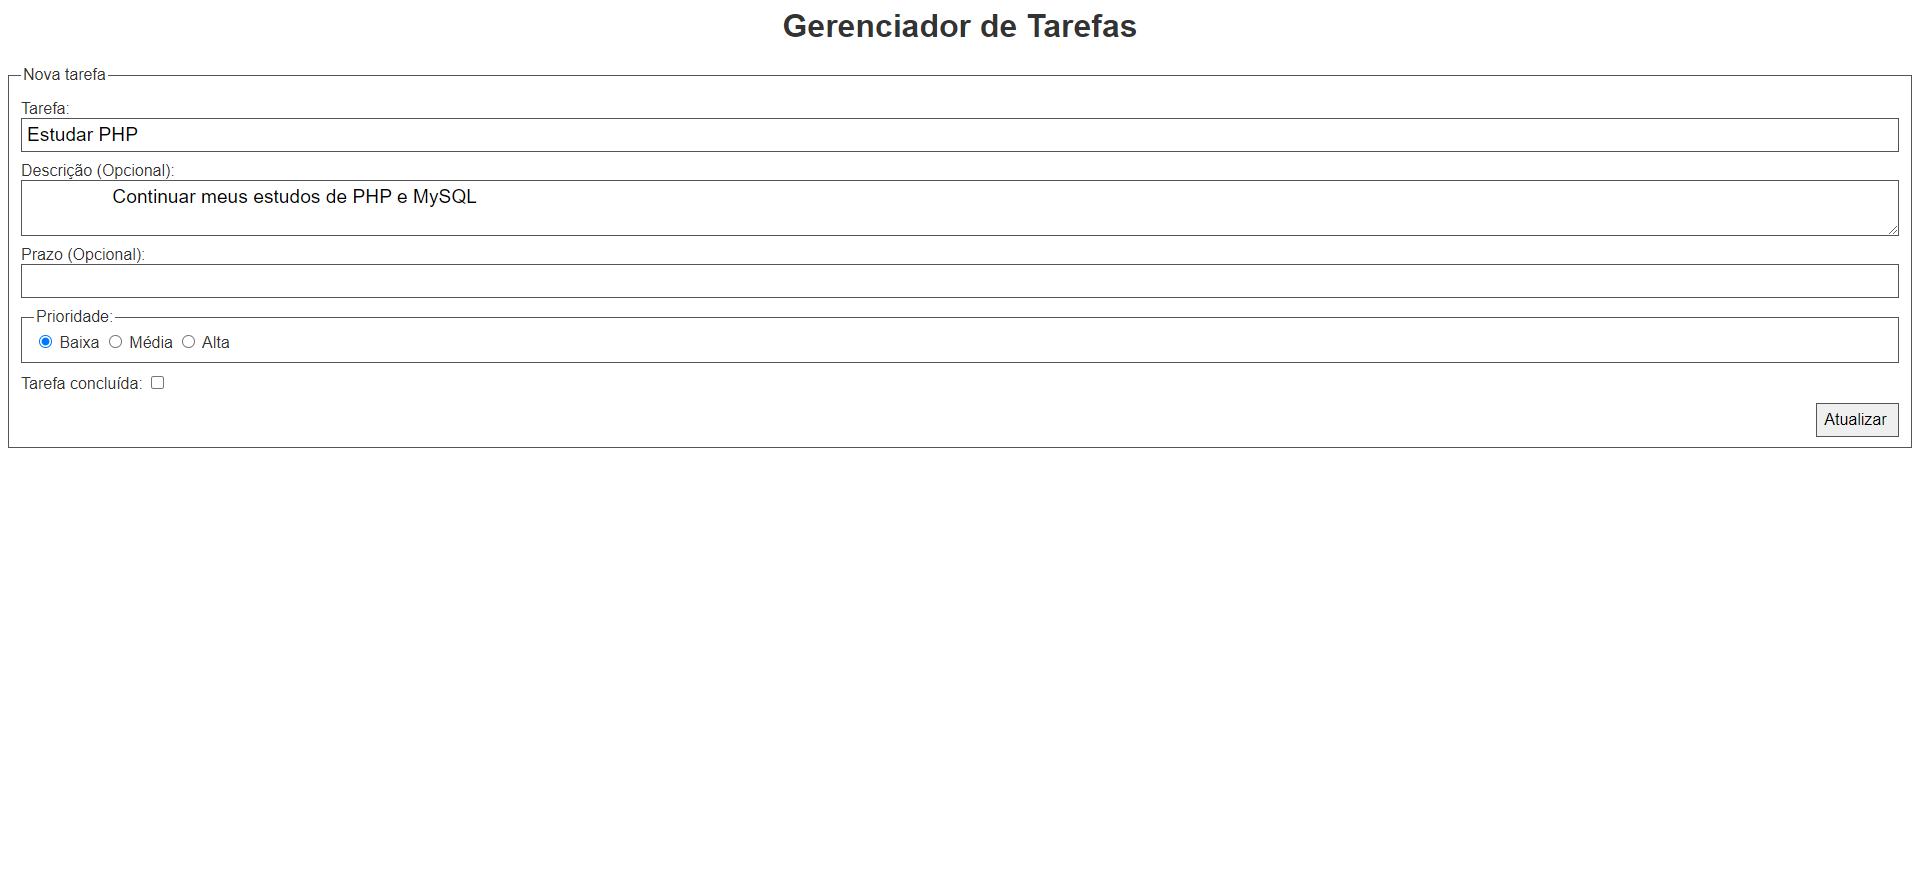 Gerenciador de Tarefas
Nova tarefa
Tarefa:
Estudar PHP
Descrição (Opcional):
Continuar meus estudos de PHP e MySQL
Prazo (Opcional):
Prioridade:
Baixa Média Alta
Tarefa concluída:
Atualizar